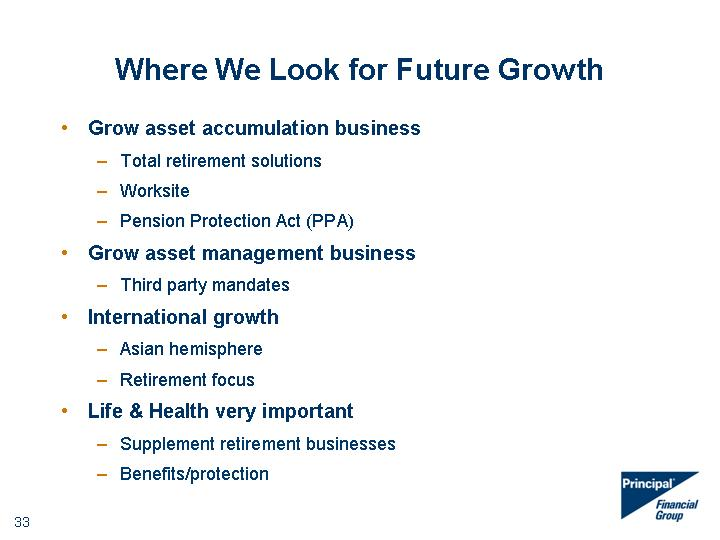 Where We Look for Future Growth
• Grow asset accumulation business
– Total retirement solutions
– Worksite
– Pension Protection Act (PPA)
• Grow asset management business
– Third party mandates
• International growth
– Asian hemisphere
– Retirement focus
• Life & Health very important
– Supplement retirement businesses
– Benefits/protection
Principal
Financial
Group
33